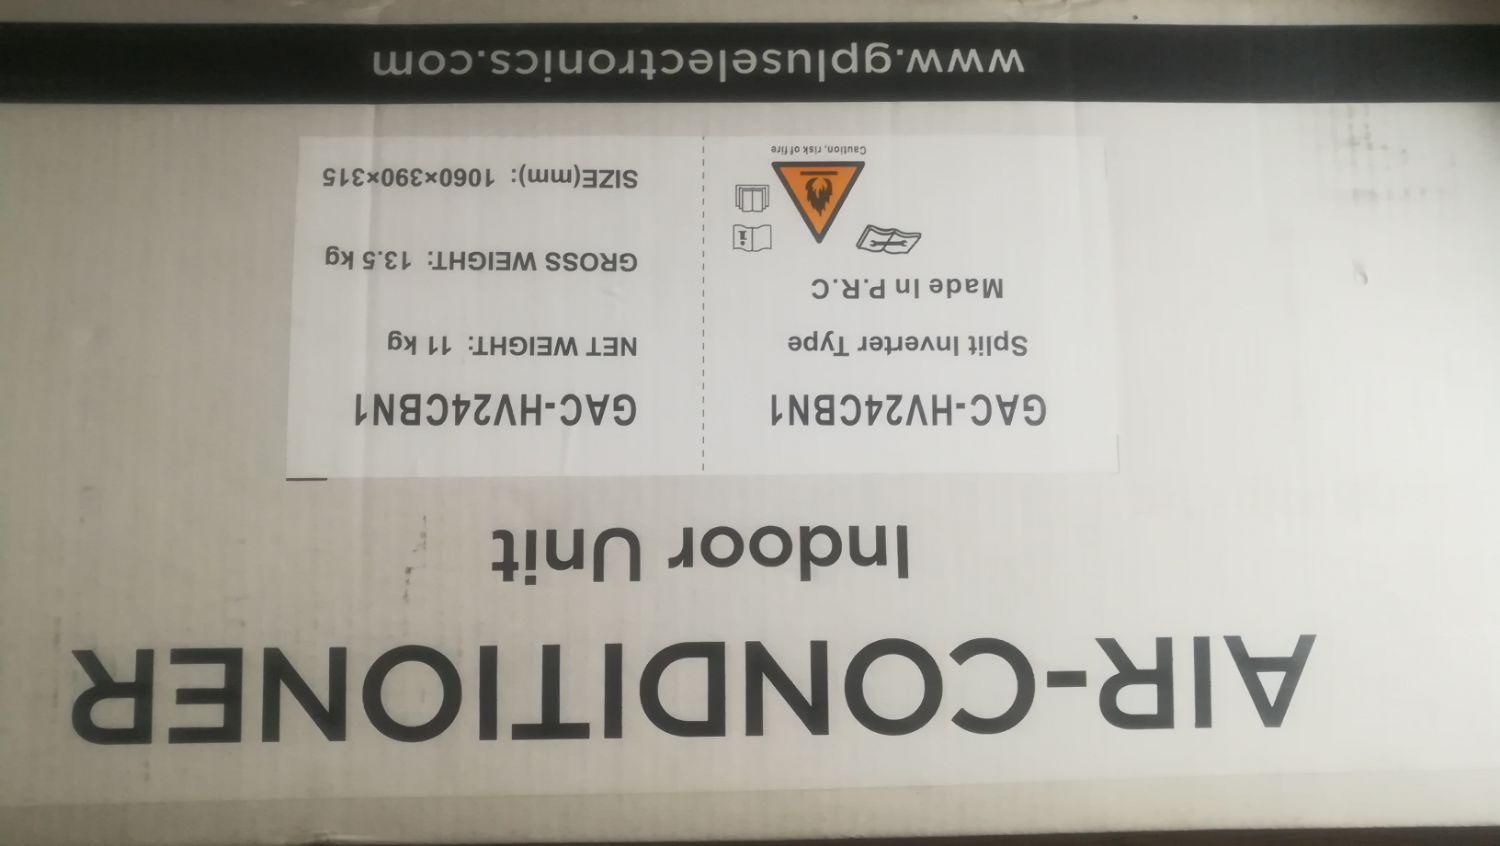 AIR-CONDITIONER
Indoor Unit
GAC-HV24CBN1
Split Inverter Type
Made In P.R.C
Caution, risk of fire
GAC-HV24CBN1
NET WEIGHT: 11 kg
GROSS WEIGHT: 13.5 kg
SIZE(mm): 1060×390×315
www.gpluselectronics.com